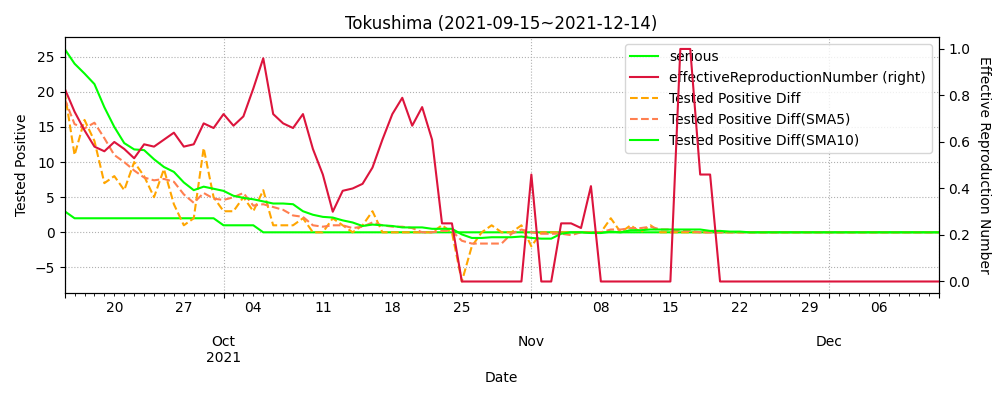 Tokushima (2021-09-15~2021-12-14)
serious
effectiveReproductionNumber (right)
Tested Positive Diff
Tested Positive Diff(SMA5)
Tested Positive Diff(SMA10)
Tested Positive
25
20
15
10
5
0
−5
1.0
0.8
0.6
0.4
0.2
0.0
Effective Reproduction Number
20 27 04 11 18 25 08 15 22 29 06
Oct Nov Dec
2021
Date